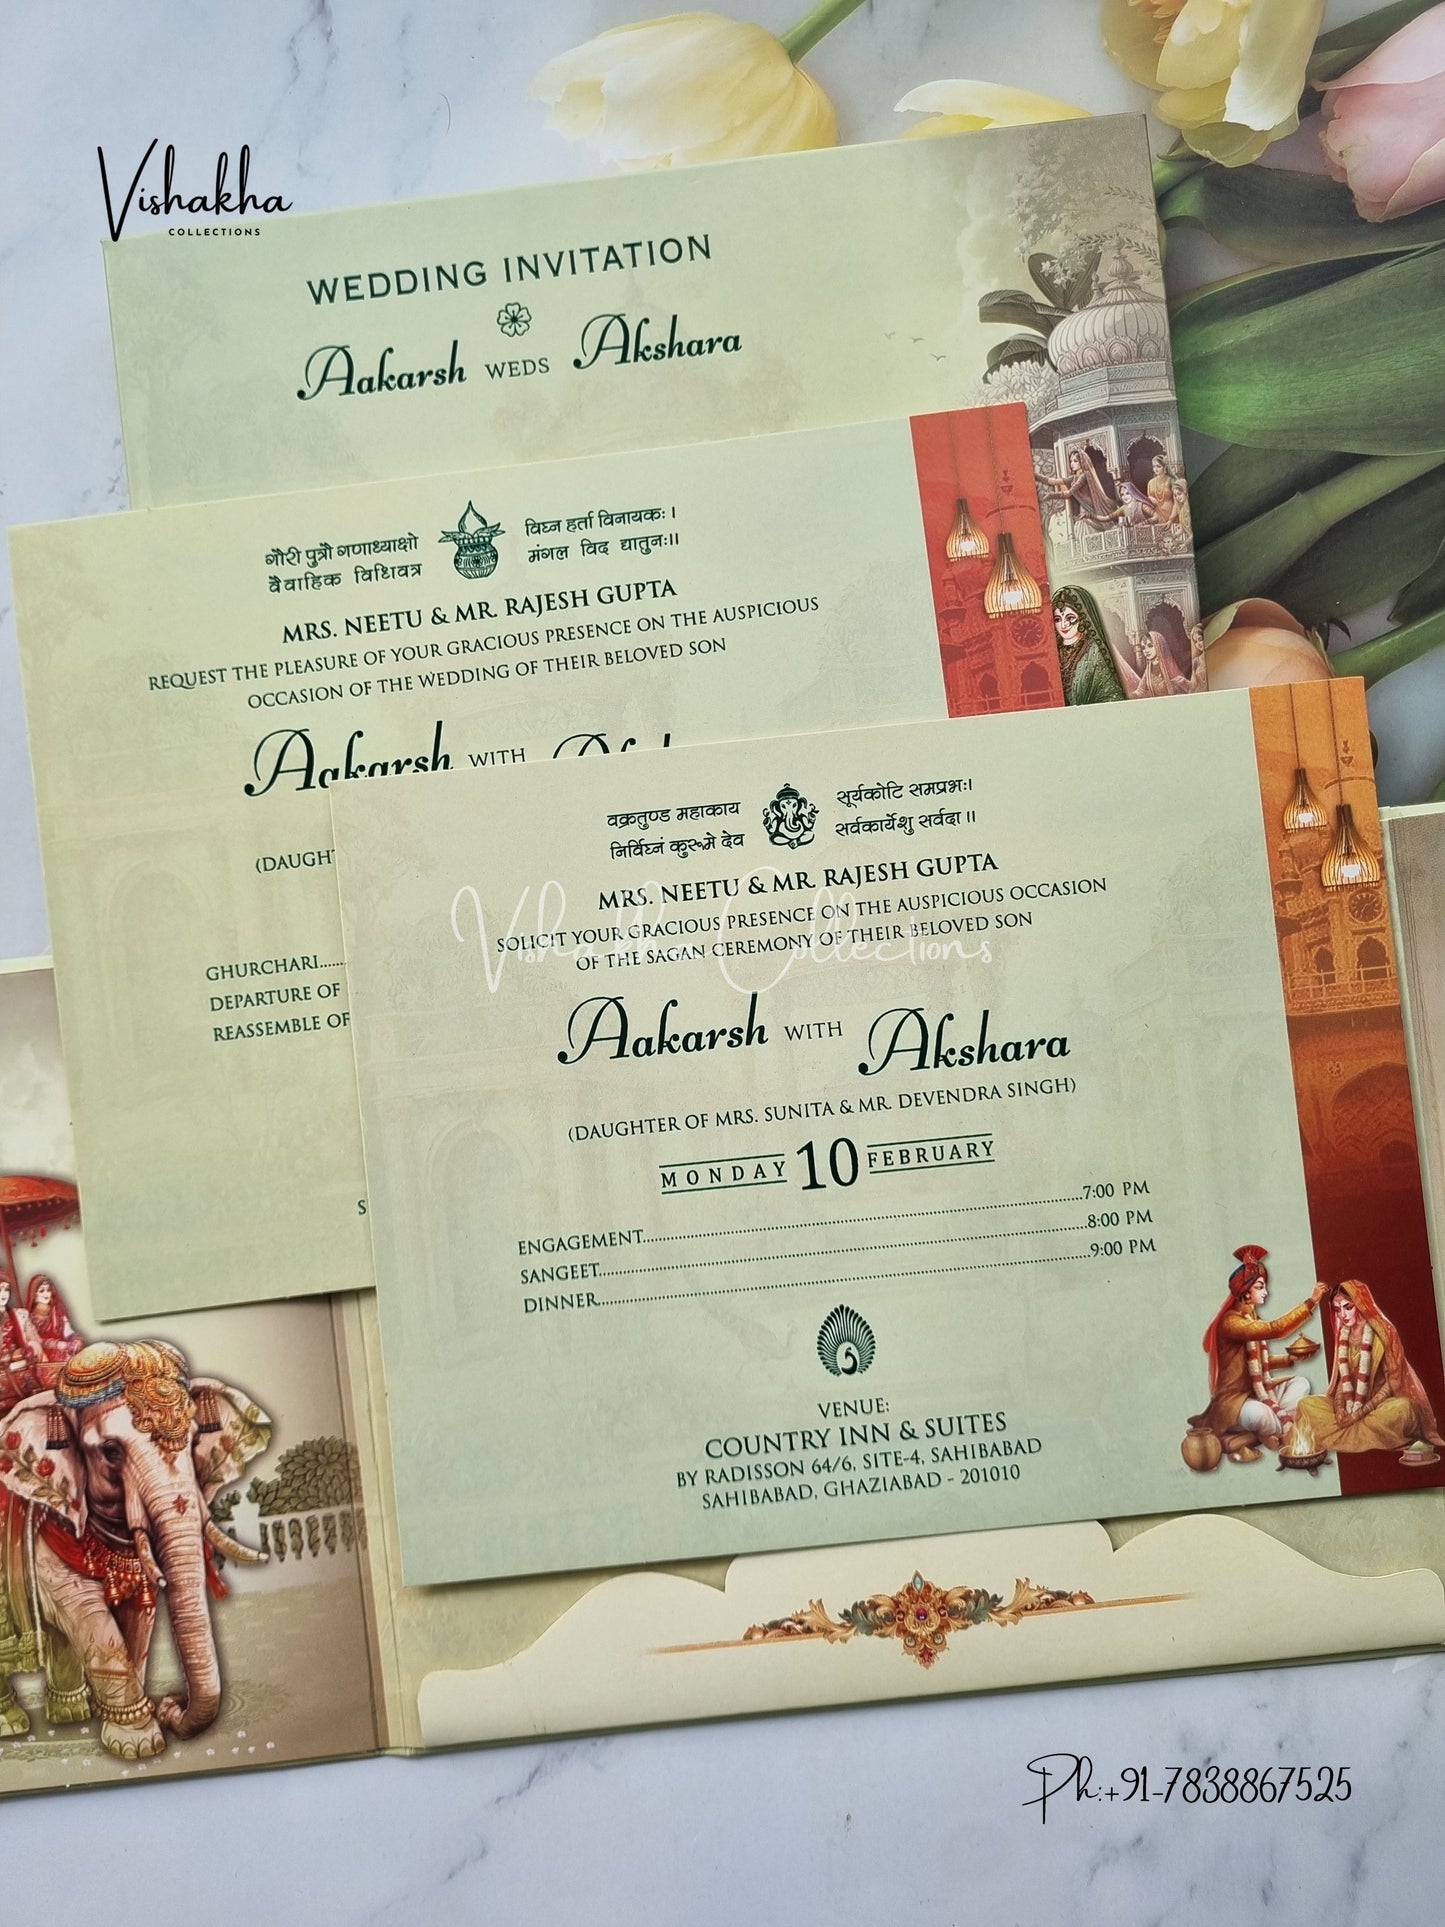 Vishakha
COLLECTIONS
WEDDING INVITATION
Aakarsh WEDS Akshara
गौरी पुत्रौ गणाध्याक्षो
वैवाहिक विधिवत्र
विघ्न हर्ता विनायकः ।
मंगल विद द्यातुनः।।
MRS. NEETU & MR. RAJESH GUPTA
REQUEST THE PLEASURE OF YOUR GRACIOUS PRESENCE ON THE AUSPICIOUS
OCCASION OF THE WEDDING OF THEIR BELOVED SON
Aakarsh WITH
(DAUGHT
GHURCHARI......
DEPARTURE OF
REASSEMBLE OF
S
वक्रतुण्ड महाकाय
निर्विघ्नं कुरूमे देव
सूर्यकोटि समप्रभः।
सर्वकार्येशु सर्वदा ।।
MRS. NEETU & MR. RAJESH GUPTA
SOLICIT YOUR GRACIOUS PRESENCE ON THE AUSPICIOUS OCCASION
OF THE SAGAN CEREMONY OF THEIR BELOVED SON
Vishakha Collections
Aakarsh WITH Akshara
(DAUGHTER OF MRS. SUNITA & MR. DEVENDRA SINGH)
MONDAY 10 FEBRUARY
ENGAGEMENT..........7:00 PM
SANGEET..........8:00 PM
DINNER..........9:00 PM
VENUE:
COUNTRY INN & SUITES
BY RADISSON 64/6, SITE-4, SAHIBABAD
SAHIBABAD, GHAZIABAD - 201010
Ph:+91-7838867525